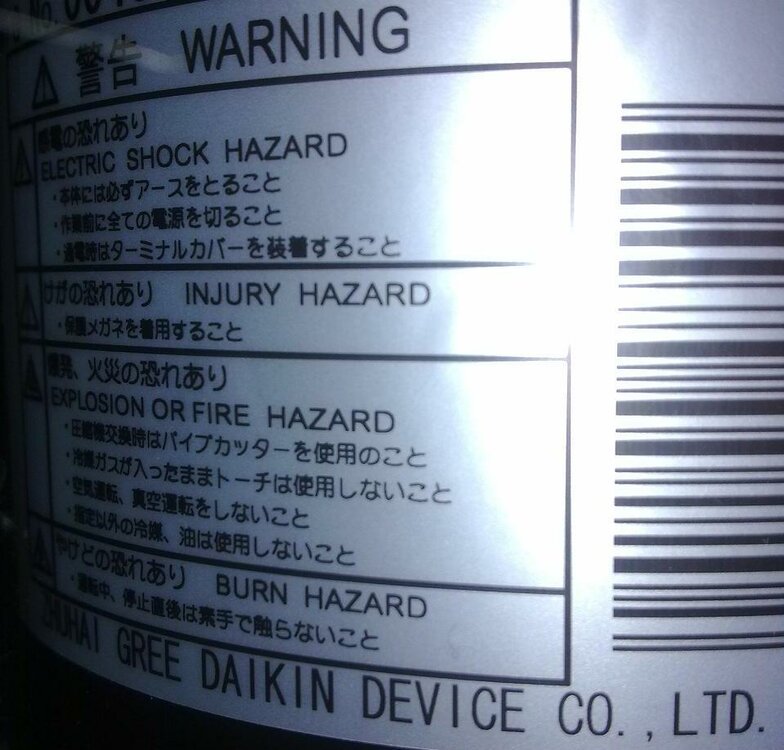 警告 WARNING
感電の恐れあり
ELECTRIC SHOCK HAZARD
・本体には必ずアースをとること
・作業前に全ての電源を切ること
・通電時はターミナルカバーを装着すること
けがの恐れあり INJURY HAZARD
・保護メガネを着用すること
爆発、火災の恐れあり
EXPLOSION OR FIRE HAZARD
・圧縮機交換時はパイプカッターを使用のこと
・冷媒ガスが入ったままトーチは使用しないこと
・空気運転、真空運転をしないこと
・指定以外の冷媒、油は使用しないこと
やけどの恐れあり BURN HAZARD
・運転中、停止直後は素手で触らないこと
ZHUHAI GREE DAIKIN DEVICE CO., LTD.